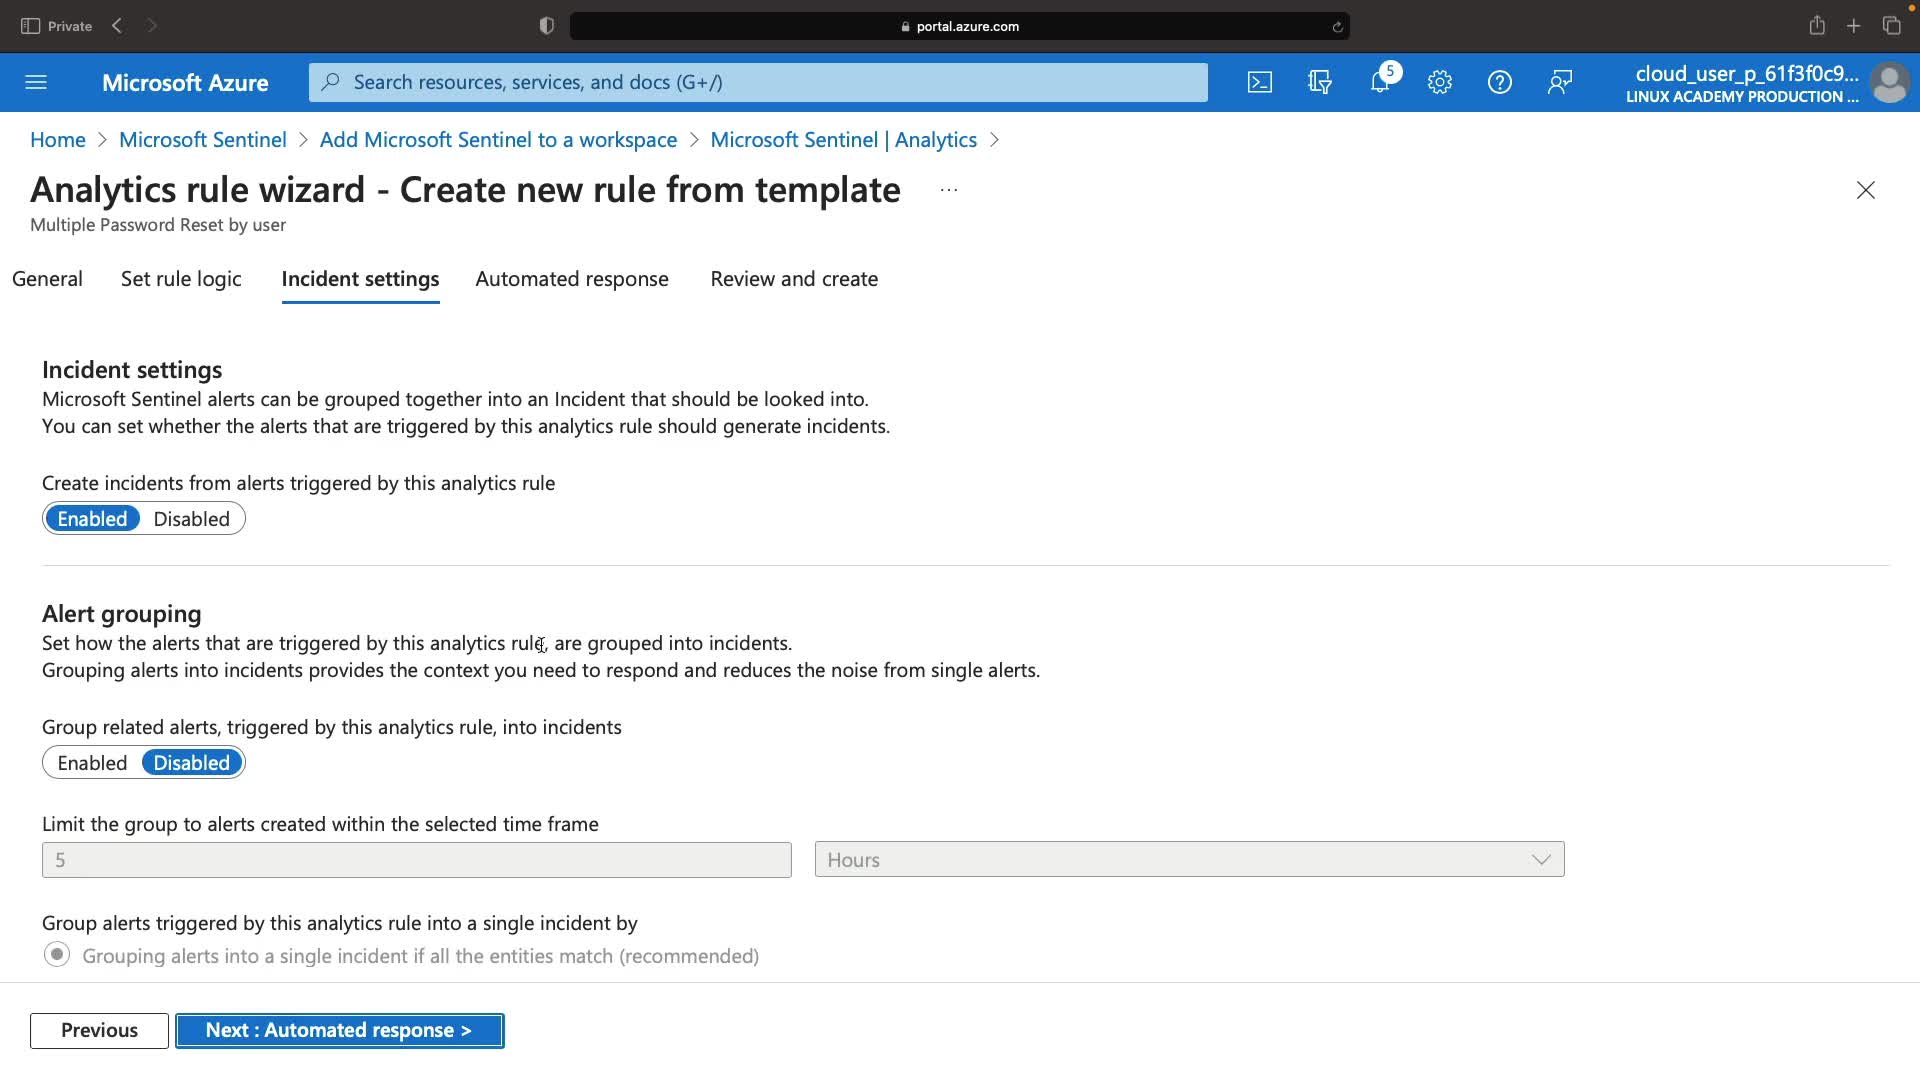 Private
portal.azure.com
Microsoft Azure
Search resources, services, and docs (G+/)
5
cloud_user_p_61f3f0c9...
LINUX ACADEMY PRODUCTION ...
Home > Microsoft Sentinel > Add Microsoft Sentinel to a workspace > Microsoft Sentinel | Analytics >
Analytics rule wizard - Create new rule from template ...
Multiple Password Reset by user
General Set rule logic Incident settings Automated response Review and create
Incident settings
Microsoft Sentinel alerts can be grouped together into an Incident that should be looked into.
You can set whether the alerts that are triggered by this analytics rule should generate incidents.
Create incidents from alerts triggered by this analytics rule
Enabled Disabled
Alert grouping
Set how the alerts that are triggered by this analytics rule, are grouped into incidents.
Grouping alerts into incidents provides the context you need to respond and reduces the noise from single alerts.
Group related alerts, triggered by this analytics rule, into incidents
Enabled Disabled
Limit the group to alerts created within the selected time frame
5 Hours
Group alerts triggered by this analytics rule into a single incident by
Grouping alerts into a single incident if all the entities match (recommended)
Previous Next : Automated response >